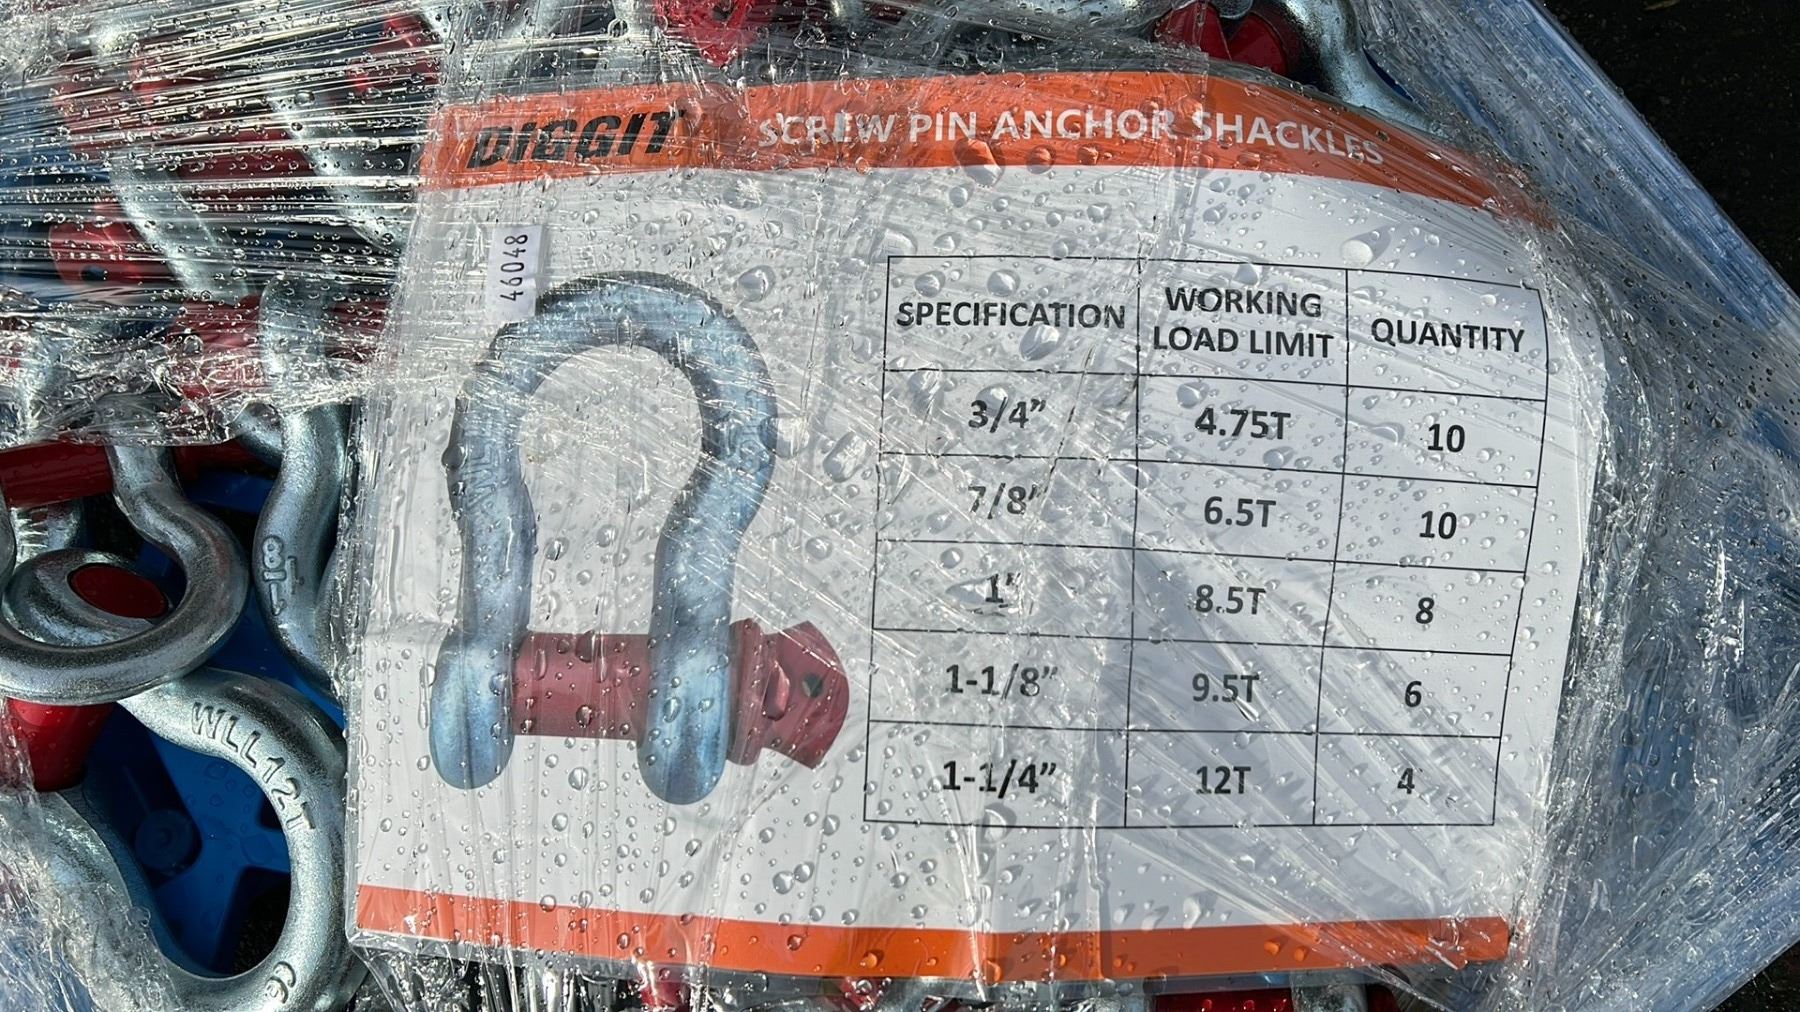 DIGGIT SCREW PIN ANCHOR SHACKLES
46048
SPECIFICATION WORKING LOAD LIMIT QUANTITY
3/4” 4.75T 10
7/8” 6.5T 10
1" 8.5T 8
1-1/8” 9.5T 6
1-1/4” 12T 4
WLL12T